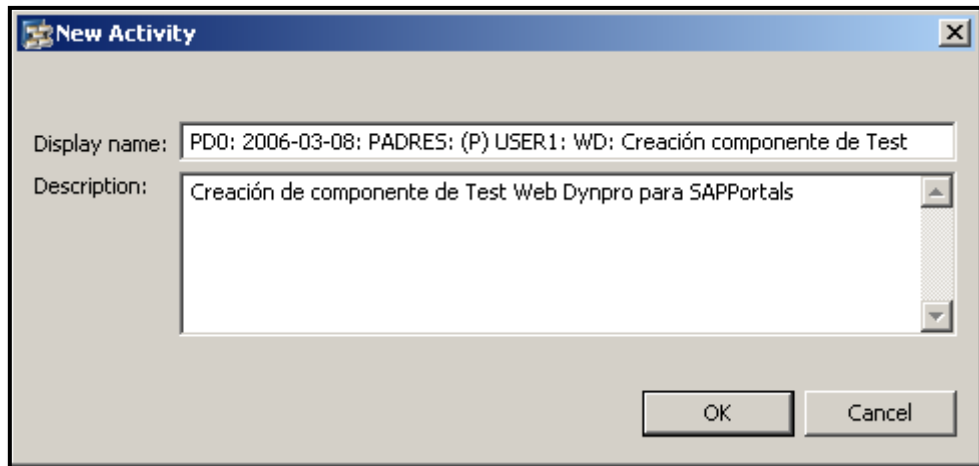 New Activity
Display name: PD0: 2006-03-08: PADRES: (P) USER1: WD: Creación componente de Test
Description: Creación de componente de Test Web Dynpro para SAPPortals
OK Cancel